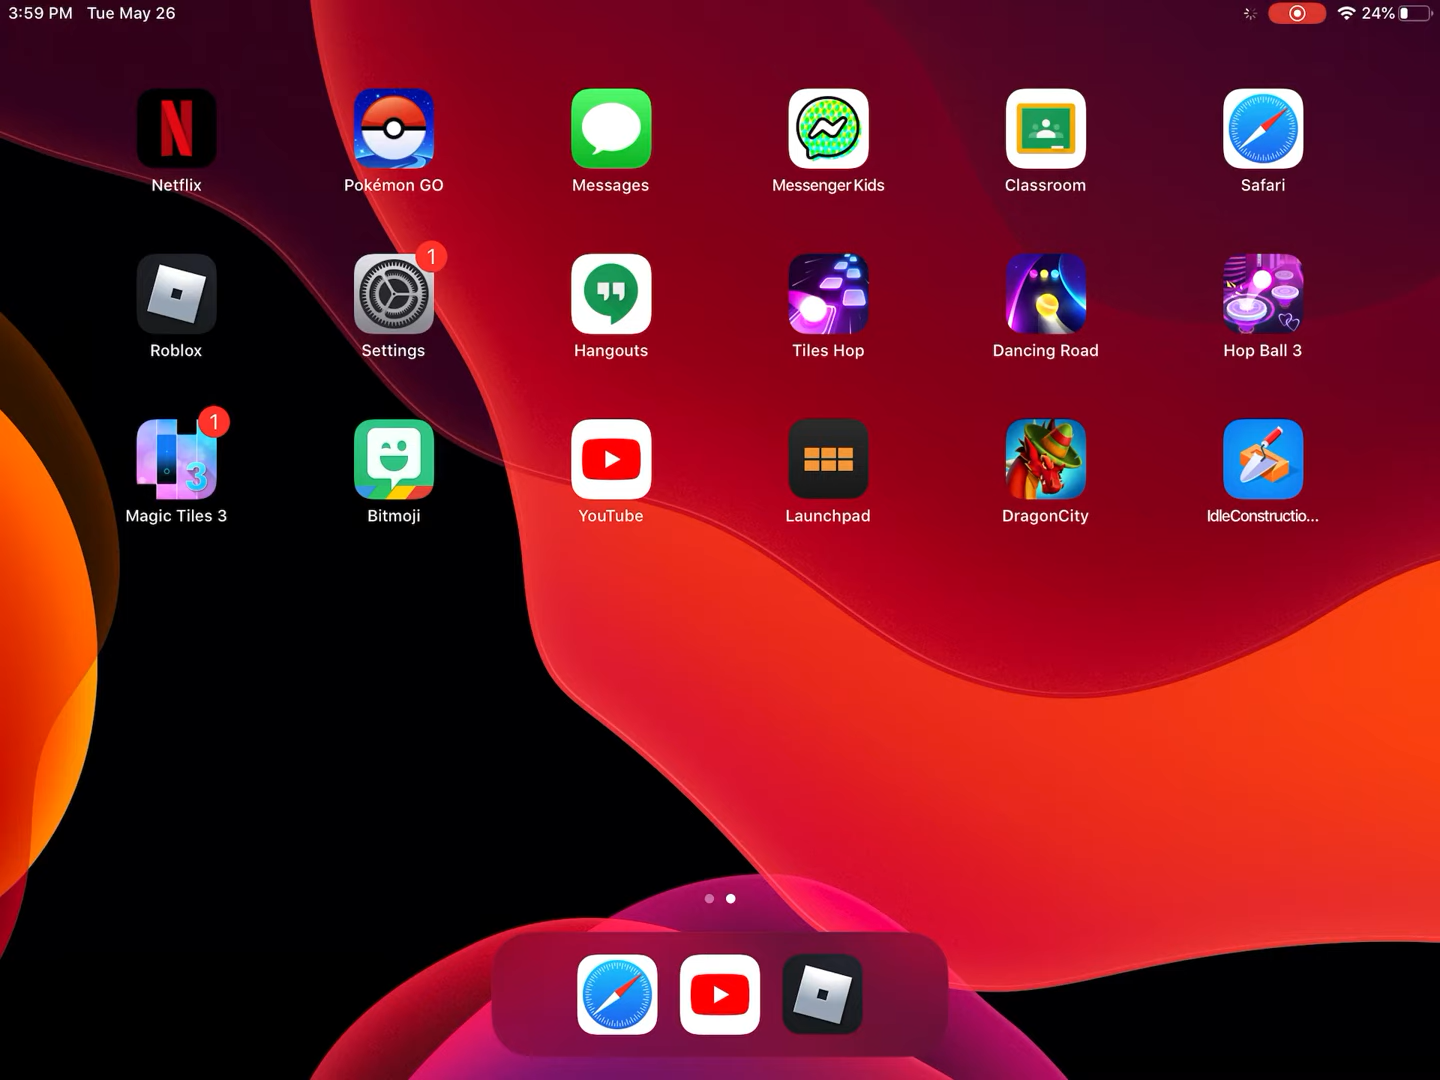 3:59 PM Tue May 26
24%
Netflix
Pokémon GO
Messages
Messenger Kids
Classroom
Safari
1
Roblox
Settings
Hangouts
Tiles Hop
Dancing Road
Hop Ball 3
1
3
Magic Tiles 3
Bitmoji
YouTube
Launchpad
DragonCity
IdleConstructio...